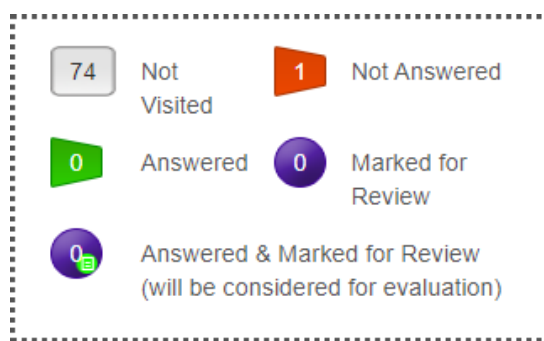 74 Not Visited
1 Not Answered
0 Answered
0 Marked for Review
0 Answered & Marked for Review
(will be considered for evaluation)